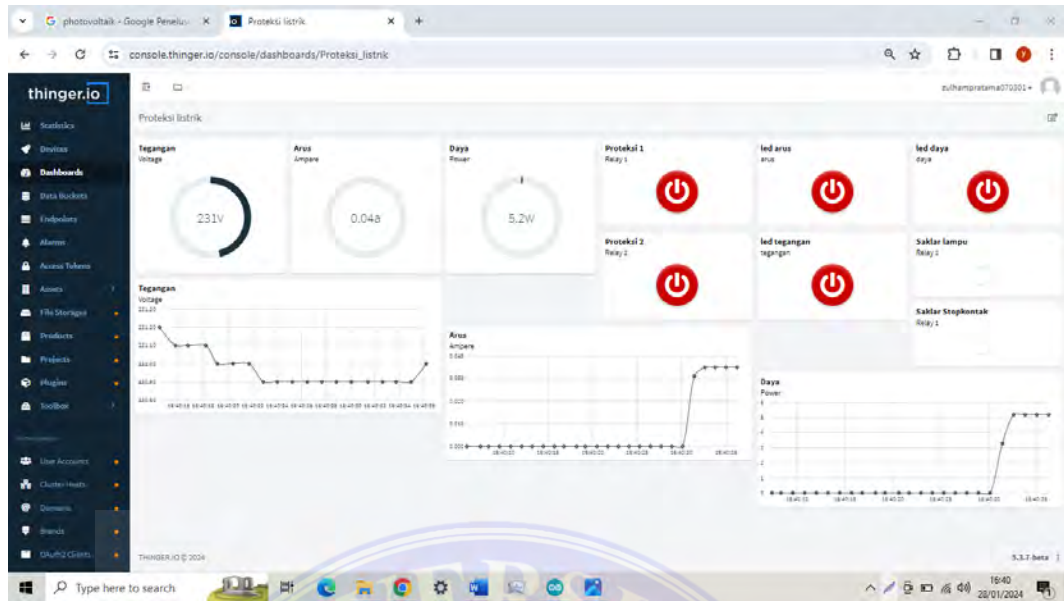 photovoltaik - Google Penelus
Proteksi listrik
console.thinger.io/console/dashboards/Proteksi_listrik
thinger.io
zulhampratama070301
Statistics
Devices
Dashboards
Data Buckets
Endpoints
Alarms
Access Tokens
Assets
File Storages
Products
Projects
Plugins
Toolbox
User Accounts
Cluster Hosts
Domains
Brands
OAuth2 Clients
Proteksi listrik
Tegangan
Voltage
231v
Arus
Ampere
0.04a
Daya
Power
5.2w
Proteksi 1
Relay 1
led arus
arus
led daya
daya
Proteksi 2
Relay 2
led tegangan
tegangan
Saklar lampu
Relay 1
Saklar Stopkontak
Relay 1
Tegangan
Voltage
Arus
Ampere
Daya
Power
THINGER.IO © 2024
5.3.7-beta
Type here to search
16:40
28/01/2024